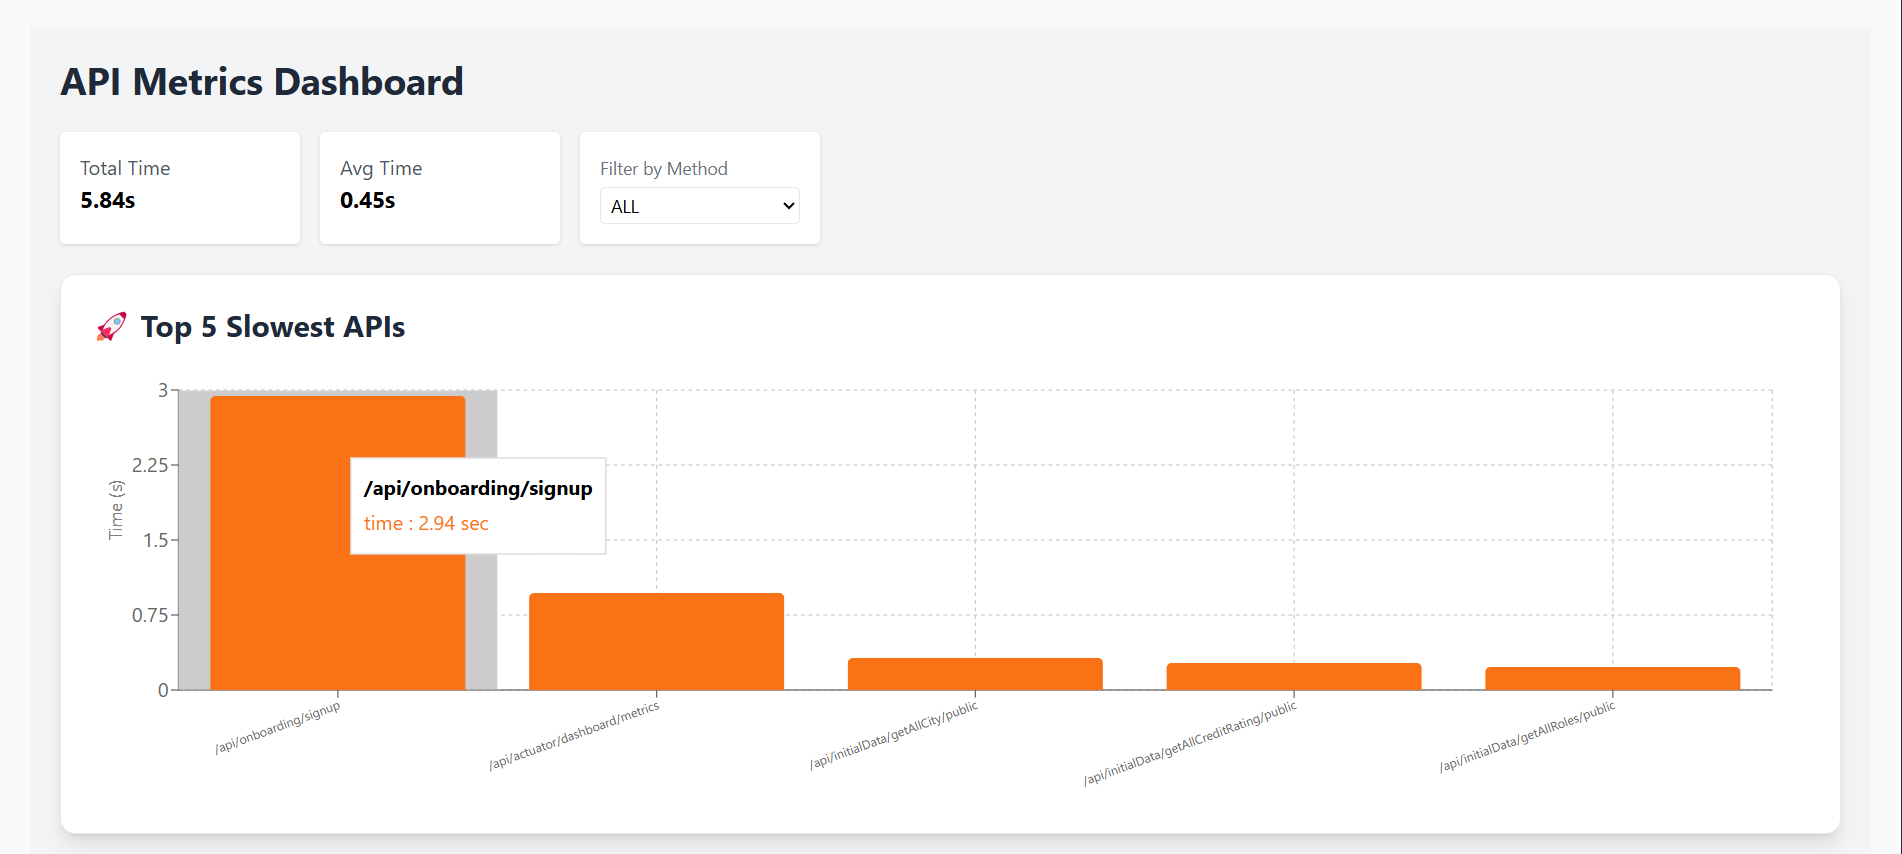 API Metrics Dashboard
Total Time
5.84s
Avg Time
0.45s
Filter by Method
ALL
Top 5 Slowest APIs
3
2.25
1.5
0.75
0
Time (s)
/api/onboarding/signup
time : 2.94 sec
/api/onboarding/signup
/api/actuator/dashboard/metrics
/api/initialData/getAllCity/public
/api/initialData/getAllCreditRating/public
/api/initialData/getAllRoles/public